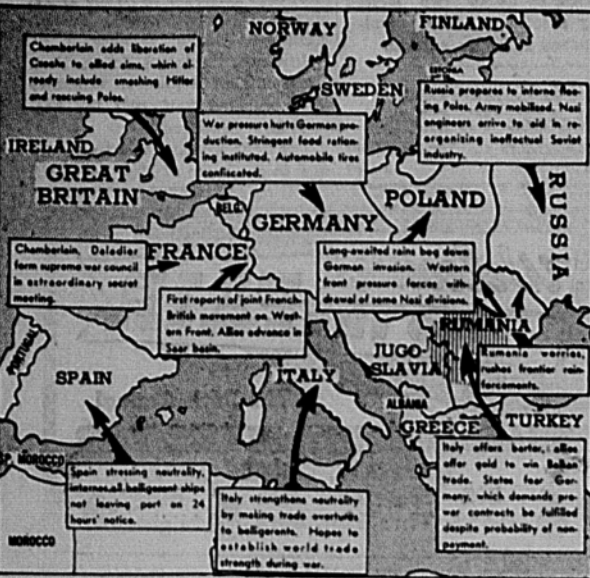 NORWAY
FINLAND
Chamberlain adds liberation of
Czechs to allied aims, which al-
ready include smashing Hitler
and rescuing Poles.
ESTONIA
SWEDEN
Russia prepares to interne flee-
ing Poles. Army mobilized. Nazi
engineers arrive to aid in re-
organizing ineffectual Soviet
industry.
War pressure hurts German pro-
duction. Stringent food ration-
ing instituted. Automobile tires
confiscated.
IRELAND
GREAT
BRITAIN
POLAND
RUSSIA
BELG.
GERMANY
Chamberlain, Daladier
form supreme war council
in extraordinary secret
meeting.
FRANCE
Long-awaited rains bog down
German invasion. Western
front pressure forces with-
drawal of some Nazi divisions.
First reports of joint French-
British movement on West-
ern Front. Allies advance in
Saar basin.
RUMANIA
PORTUGAL
JUGO-
SLAVIA
Rumania worries,
rushes frontier rein-
forcements.
SPAIN
ITALY
ALBANIA
GREECE
TURKEY
SP. MOROCCO
Spain stressing neutrality,
internes all belligerent ships
not leaving port on 24
hours' notice.
Italy offers barter, allies
offer gold to win Balkan
trade. States fear Ger-
many, which demands pre-
war contracts be fulfilled
despite probability of non-
payment.
Italy strengthens neutrality
by making trade overtures
to belligerents. Hopes to
establish world trade
strength during war.
MOROCCO